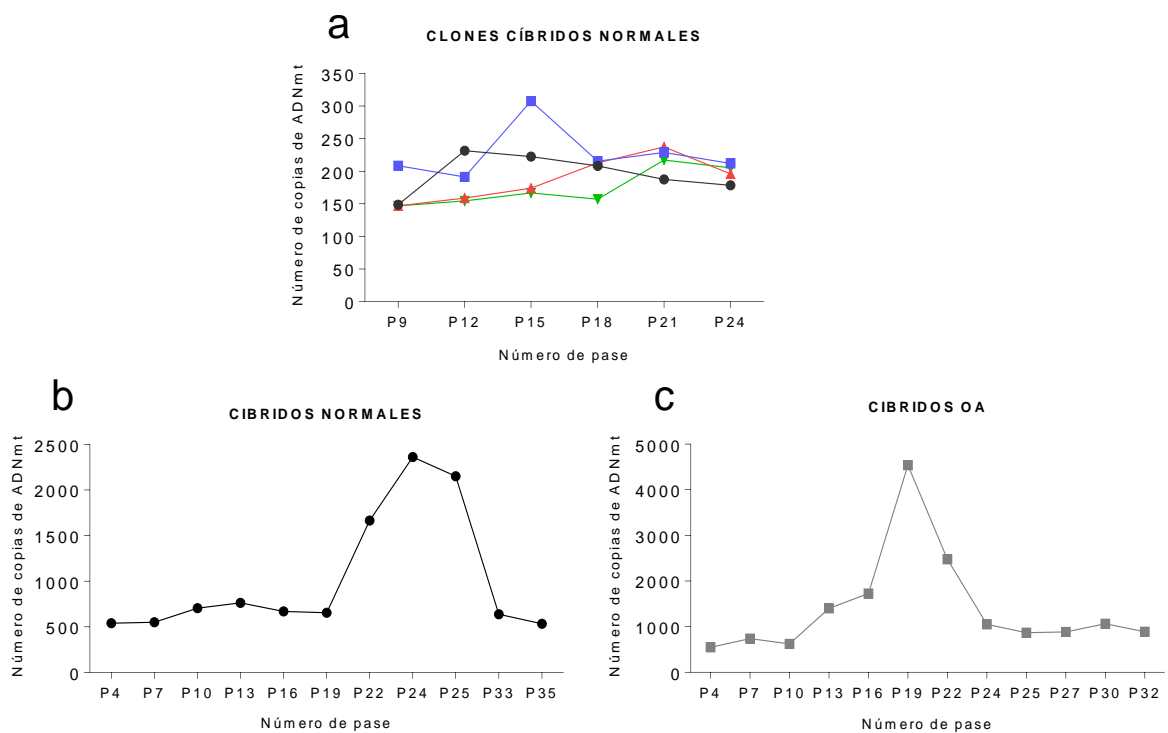 a
CLONES CÍBRIDOS NORMALES
Número de copias de ADNmt
350
300
250
200
150
100
50
0
P9 P12 P15 P18 P21 P24
Número de pase
b
CIBRIDOS NORMALES
Número de copias de ADNmt
2500
2000
1500
1000
500
0
P4 P7 P10 P13 P16 P19 P22 P24 P25 P33 P35
Número de pase
c
CIBRIDOS OA
Número de copias de ADNmt
5000
4000
3000
2000
1000
0
P4 P7 P10 P13 P16 P19 P22 P24 P25 P27 P30 P32
Número de pase